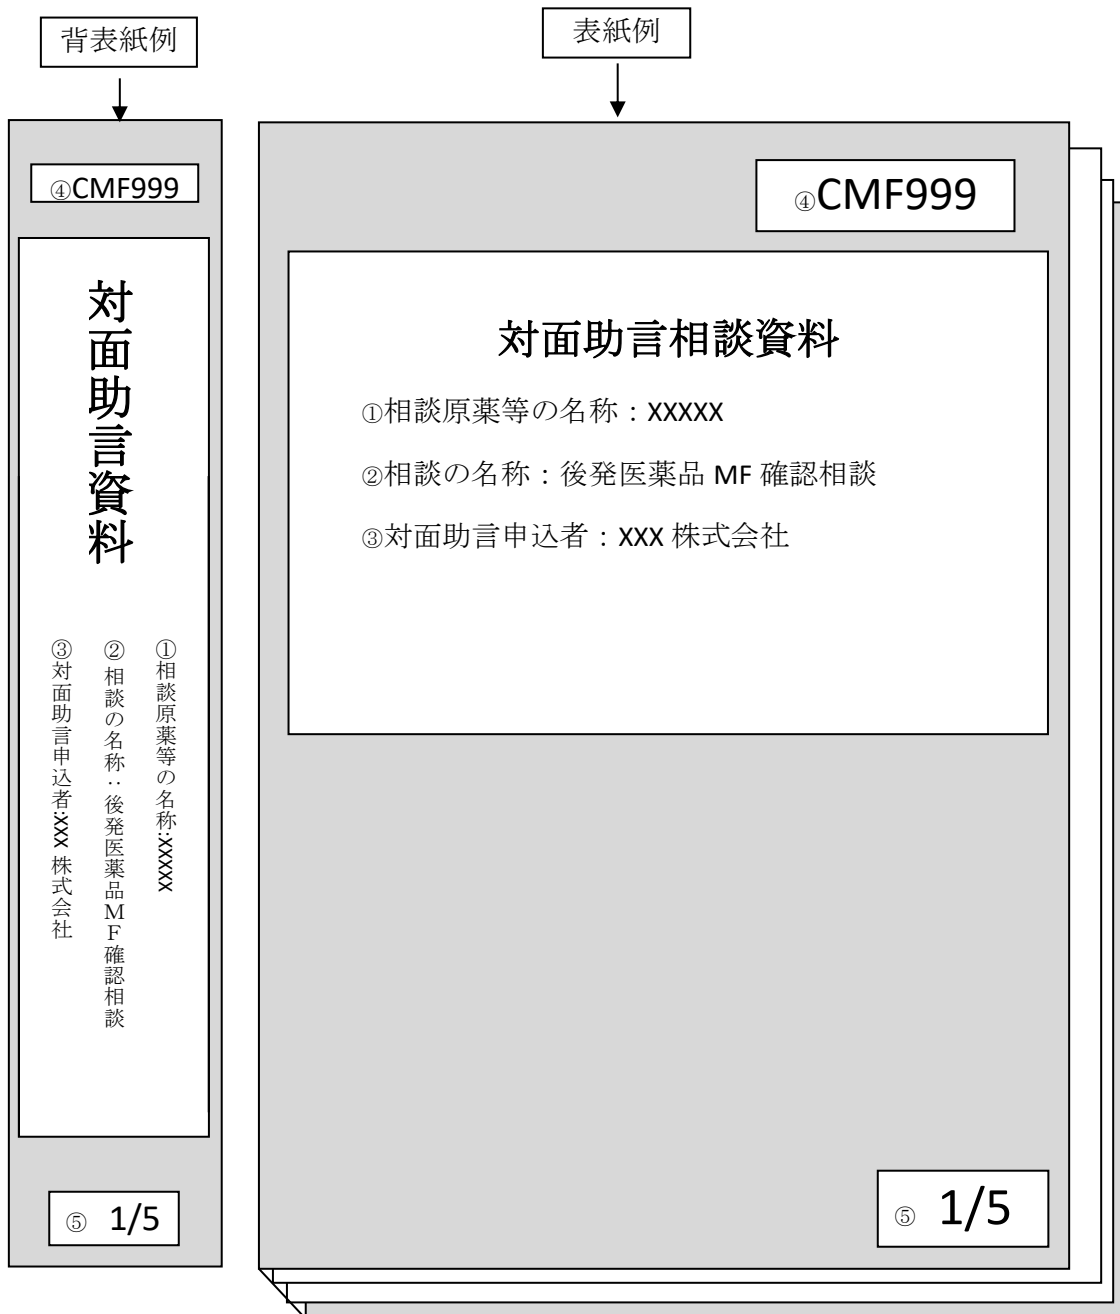 背表紙例
④CMF999
対面助言資料
①相談原薬等の名称:XXXXX
②相談の名称:後発医薬品MF確認相談
③対面助言申込者:XXX 株式会社
⑤ 1/5
表紙例
④CMF999
対面助言相談資料
①相談原薬等の名称:XXXXX
②相談の名称:後発医薬品 MF 確認相談
③対面助言申込者:XXX 株式会社
⑤ 1/5